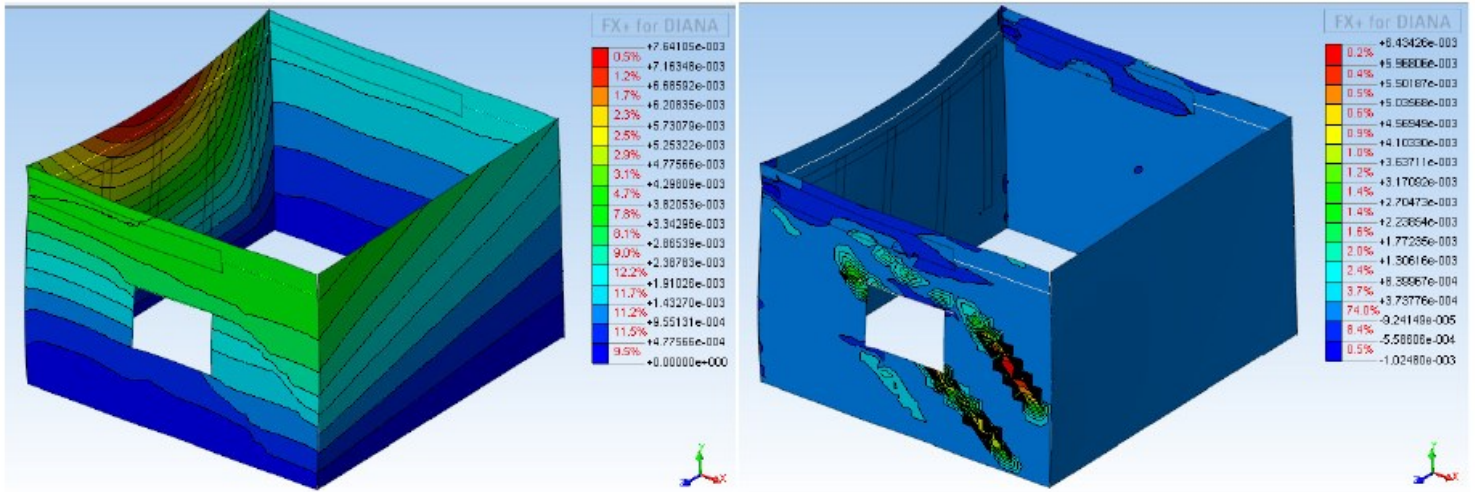 FX+ for DIANA
+7.64105e-003
0.5%
+7.16348e-003
1.2%
+6.68592e-003
1.7%
+6.20835e-003
2.3%
+5.73079e-003
2.5%
+5.25322e-003
2.9%
+4.77566e-003
3.1%
+4.29809e-003
4.7%
+3.82053e-003
7.8%
+3.34296e-003
8.1%
+2.86539e-003
9.0%
+2.38783e-003
12.2%
+1.91026e-003
11.7%
+1.43270e-003
11.2%
+9.55131e-004
11.5%
+4.77566e-004
9.5%
+0.00000e+000
Y
X
FX+ for DIANA
+6.43426e-003
0.2%
+5.96806e-003
0.4%
+5.50187e-003
0.5%
+5.03568e-003
0.6%
+4.56949e-003
0.9%
+4.10330e-003
1.0%
+3.63711e-003
1.2%
+3.17092e-003
1.4%
+2.70473e-003
1.4%
+2.23854e-003
1.6%
+1.77235e-003
2.0%
+1.30616e-003
2.4%
+8.39967e-004
3.7%
+3.73776e-004
74.0%
-9.24149e-005
8.4%
-5.58606e-004
0.5%
-1.02480e-003
Y
X